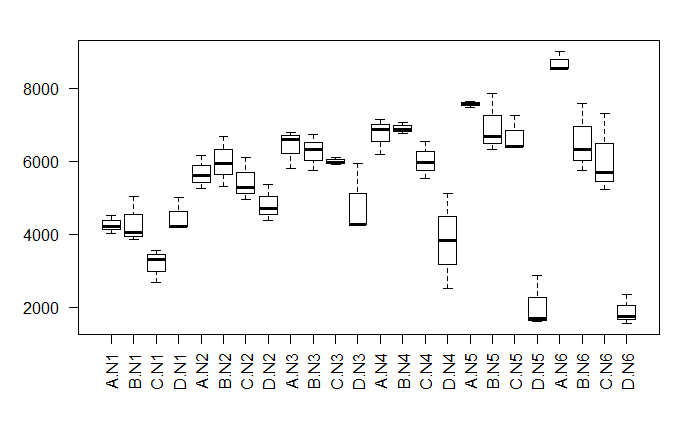 8000
6000
4000
2000
A.N1
B.N1
C.N1
D.N1
A.N2
B.N2
C.N2
D.N2
A.N3
B.N3
C.N3
D.N3
A.N4
B.N4
C.N4
D.N4
A.N5
B.N5
C.N5
D.N5
A.N6
B.N6
C.N6
D.N6